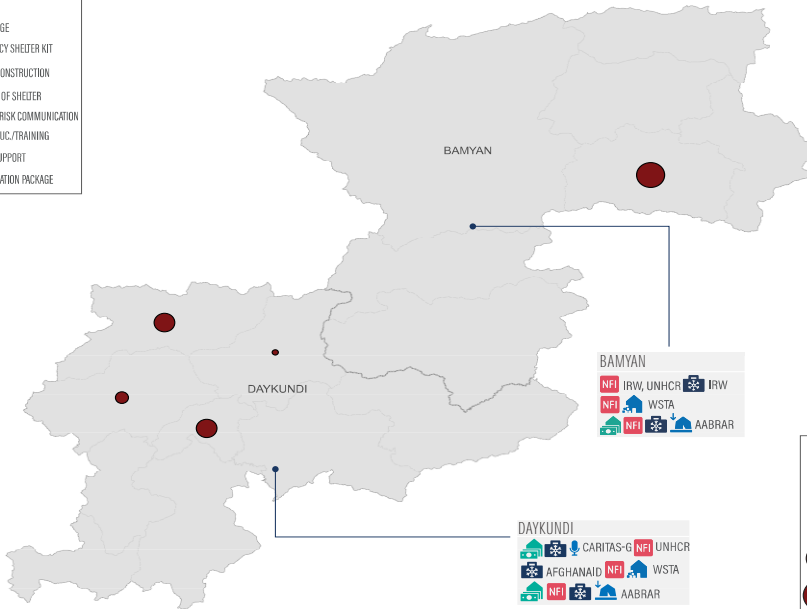 GE
CY SHELTER KIT
ONSTRUCTION
OF SHELTER
RISK COMMUNICATION
UC./TRAINING
UPPORT
ATION PACKAGE
BAMYAN
DAYKUNDI
BAMYAN
NFI IRW, UNHCR IRW
NFI WSTA
NFI AABRAR
DAYKUNDI
CARITAS-G NFI UNHCR
AFGHANAID NFI WSTA
NFI AABRAR